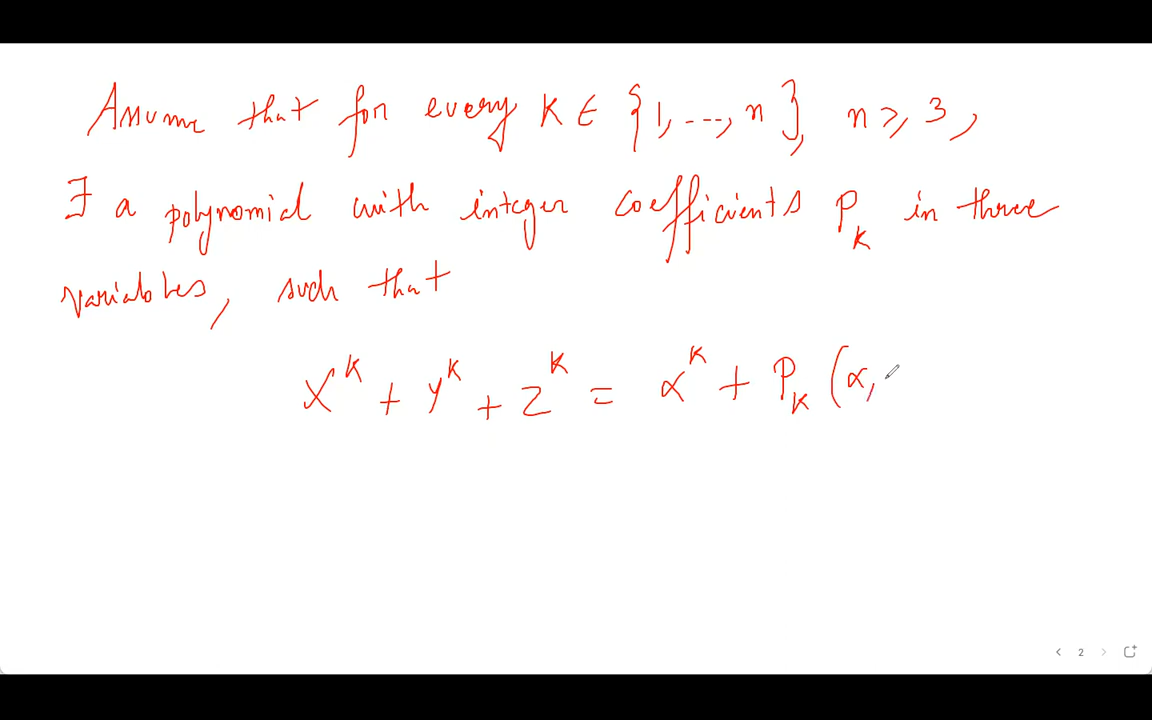 Assume that for every K ∈ {1, ..., n}, n ≥ 3,
∃ a polynomial with integer coefficients P_K in three
variables, such that
x^K + y^K + z^K = α^K + P_K (α,
2